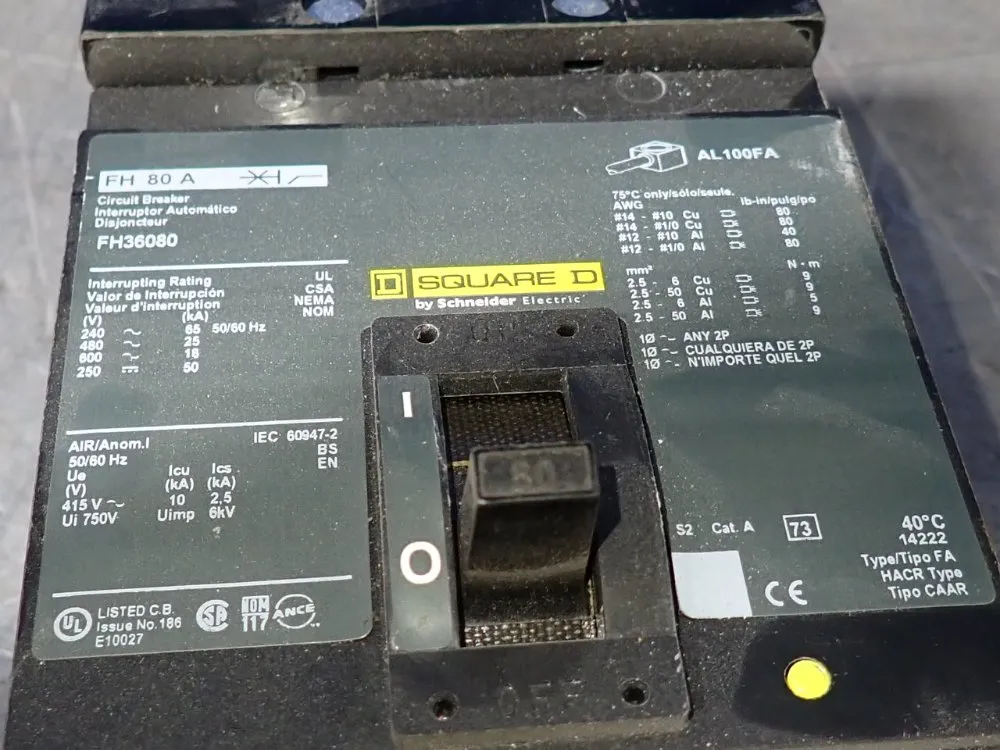 FH 80 A
Circuit Breaker
Interruptor Automático
Disjoncteur
FH36080
Interrupting Rating UL
Valor de Interrupción CSA
Valeur d'interruption NEMA
(V) (kA) NOM
240 65 50/60 Hz
480 25
600 18
250 50
AIR/Anom.I IEC 60947-2
50/60 Hz BS
Ue Icu Ics EN
(V) (kA) (kA)
415 V 10 2,5
Ui 750V Uimp 6kV
UL LISTED C.B.
Issue No.186
E10027
117
ANCE
SQUARE D
by Schneider Electric
ON
I
80
O
OFF
AL100FA
75°C only/sólo/seule.
AWG lb-in/pulg/po
#14 - #10 Cu 80
#14 - #1/0 Cu 80
#12 - #10 Al 40
#12 - #1/0 Al 80
mm² N - m
2.5 - 6 Cu 9
2.5 - 50 Cu 9
2.5 - 6 Al 5
2.5 - 50 Al 9
1Ø ~ ANY 2P
1Ø ~ CUALQUIERA DE 2P
1Ø ~ N'IMPORTE QUEL 2P
S2 Cat. A 73 40°C
14222
Type/Tipo FA
HACR Type
Tipo CAAR
CE